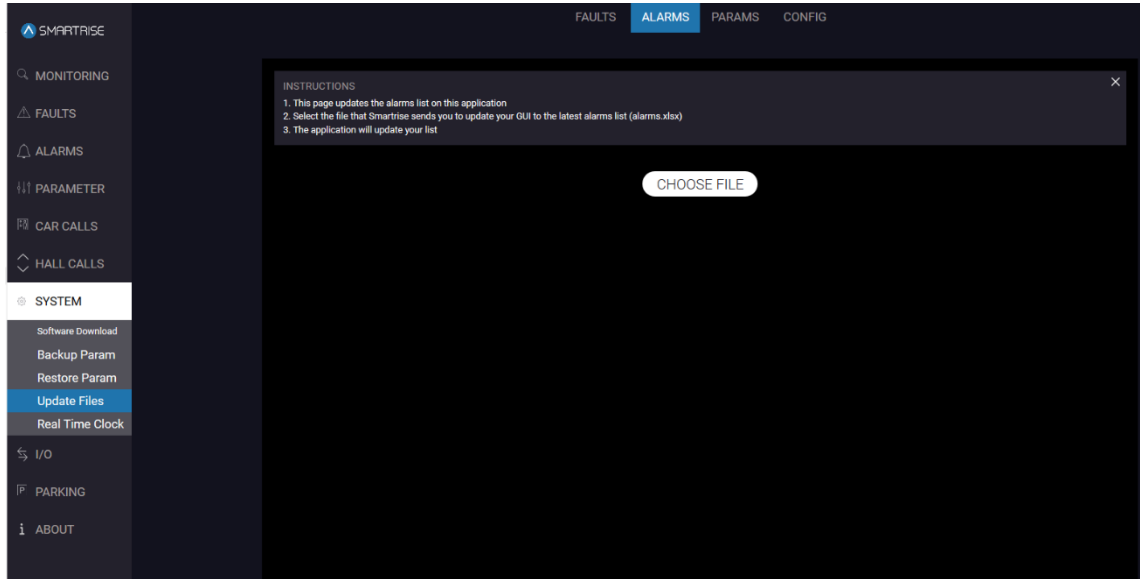 SMARTRISE
FAULTS ALARMS PARAMS CONFIG
MONITORING
FAULTS
ALARMS
PARAMETER
CAR CALLS
HALL CALLS
SYSTEM
Software Download
Backup Param
Restore Param
Update Files
Real Time Clock
I/O
P PARKING
i ABOUT
INSTRUCTIONS
1. This page updates the alarms list on this application
2. Select the file that Smartrise sends you to update your GUI to the latest alarms list (alarms.xlsx)
3. The application will update your list
CHOOSE FILE